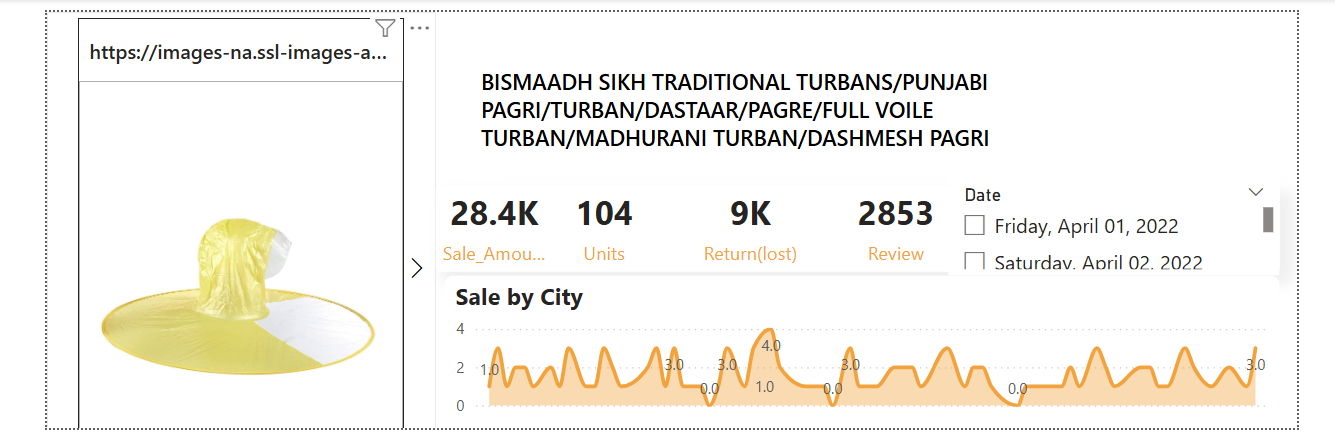 https://images-na.ssl-images-a...
BISMAADH SIKH TRADITIONAL TURBANS/PUNJABI
PAGRI/TURBAN/DASTAAR/PAGRE/FULL VOILE
TURBAN/MADHURANI TURBAN/DASHMESH PAGRI
28.4K 104 9K 2853
Sale_Amou... Units Return(lost) Review
Date
Friday, April 01, 2022
Saturday, April 02, 2022
Sale by City
4
2
0
1.0 3.0 0.0 3.0 4.0 1.0 0.0 3.0 0.0 3.0